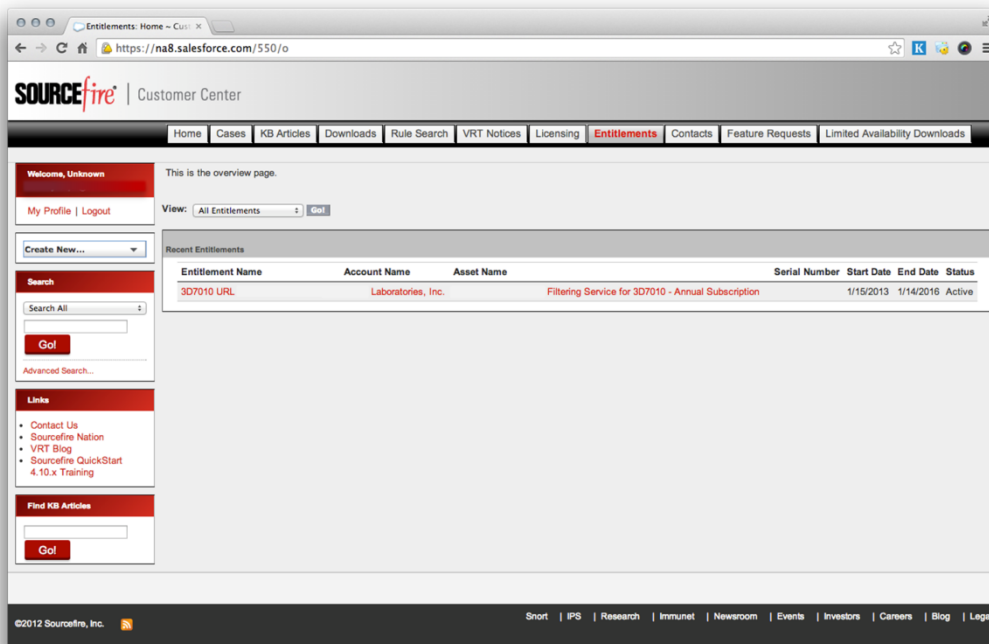 Entitlements: Home ~ Cus
https://na8.salesforce.com/550/o
SOURCEfire | Customer Center
Home Cases KB Articles Downloads Rule Search VRT Notices Licensing Entitlements Contacts Feature Requests Limited Availability Downloads
Welcome, Unknown
My Profile | Logout
Create New...
Search
Search All
Go!
Advanced Search...
Links
Contact Us
Sourcefire Nation
VRT Blog
Sourcefire QuickStart
4.10.x Training
Find KB Articles
Go!
This is the overview page.
View: All Entitlements Go!
Recent Entitlements
Entitlement Name Account Name Asset Name Serial Number Start Date End Date Status
3D7010 URL Laboratories, Inc. Filtering Service for 3D7010 - Annual Subscription 1/15/2013 1/14/2016 Active
©2012 Sourcefire, Inc.
Snort | IPS | Research | Immunet | Newsroom | Events | Investors | Careers | Blog | Lega